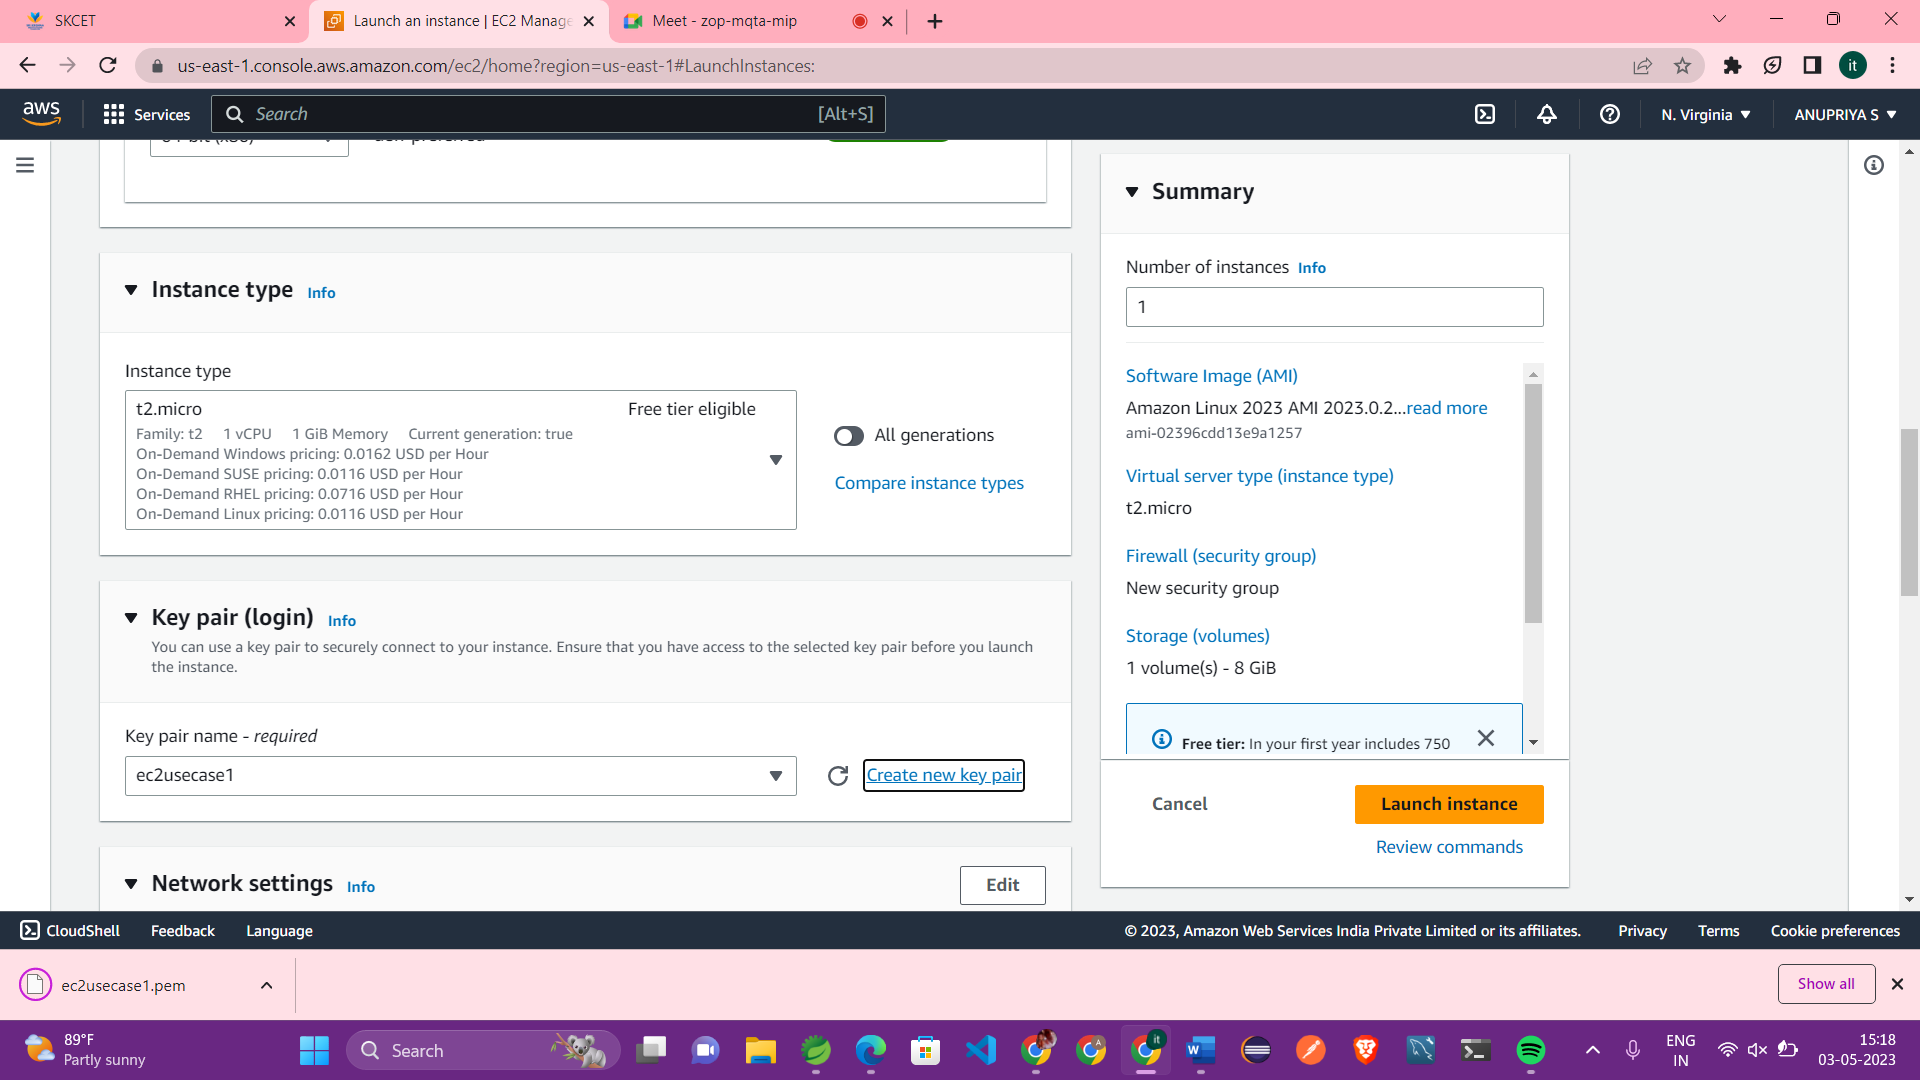 SKCET
Launch an instance | EC2 Manage
Meet - zop-mqta-mip
us-east-1.console.aws.amazon.com/ec2/home?region=us-east-1#LaunchInstances:
it
aws
Services
Search
[Alt+S]
N. Virginia
ANUPRIYA S
Instance type Info
Instance type
t2.micro
Free tier eligible
Family: t2 1 vCPU 1 GiB Memory Current generation: true
On-Demand Windows pricing: 0.0162 USD per Hour
On-Demand SUSE pricing: 0.0116 USD per Hour
On-Demand RHEL pricing: 0.0716 USD per Hour
On-Demand Linux pricing: 0.0116 USD per Hour
All generations
Compare instance types
Key pair (login) Info
You can use a key pair to securely connect to your instance. Ensure that you have access to the selected key pair before you launch
the instance.
Key pair name - required
ec2usecase1
Create new key pair
Network settings Info
Edit
Summary
Number of instances Info
1
Software Image (AMI)
Amazon Linux 2023 AMI 2023.0.2...read more
ami-02396cdd13e9a1257
Virtual server type (instance type)
t2.micro
Firewall (security group)
New security group
Storage (volumes)
1 volume(s) - 8 GiB
Free tier: In your first year includes 750
Cancel
Launch instance
Review commands
CloudShell
Feedback
Language
© 2023, Amazon Web Services India Private Limited or its affiliates.
Privacy
Terms
Cookie preferences
ec2usecase1.pem
Show all
89°F
Partly sunny
Search
ENG
IN
15:18
03-05-2023